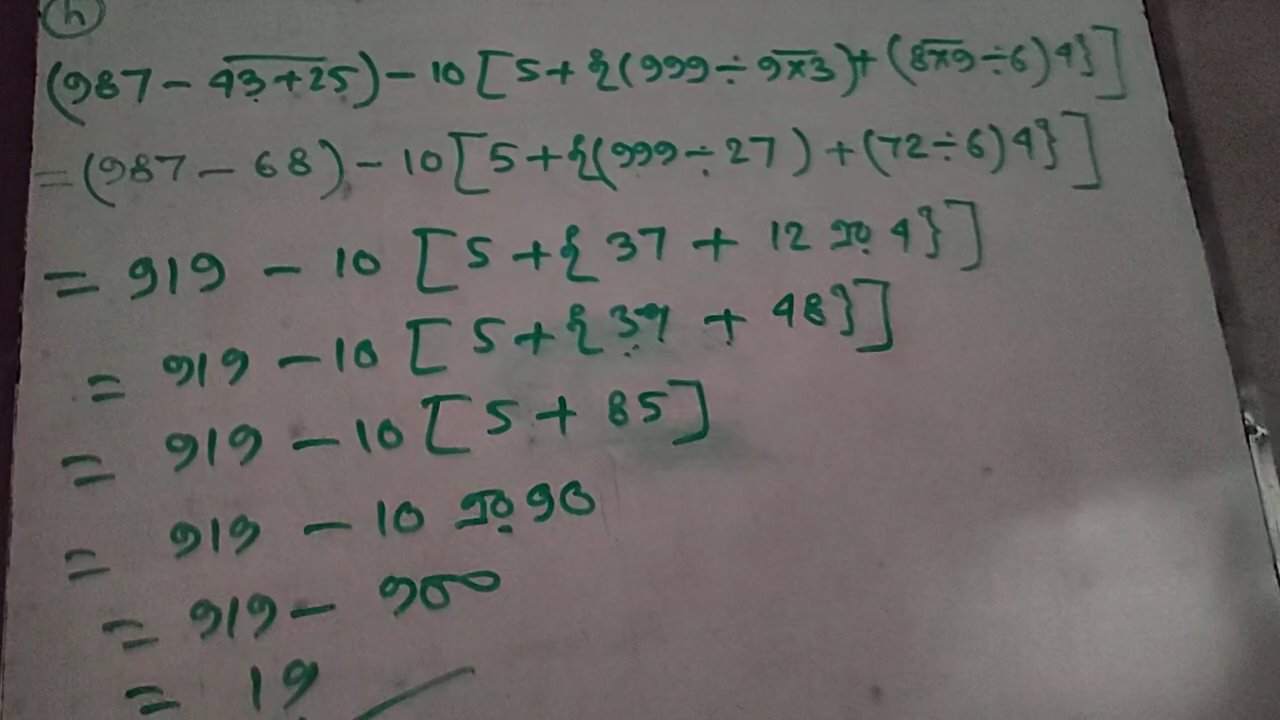 (h)
(987 - 43+25) - 10 [5+{(999÷9×3)+(8×9÷6)4}]
= (987 - 68) - 10 [5+{(999÷27) + (72÷6)4}]
= 919 - 10 [5+{37 + 12 এর 4}]
= 919 - 10 [5+{37 + 48}]
= 919 - 10 [5 + 85]
= 919 - 10 এর 90
= 919 - 900
= 19